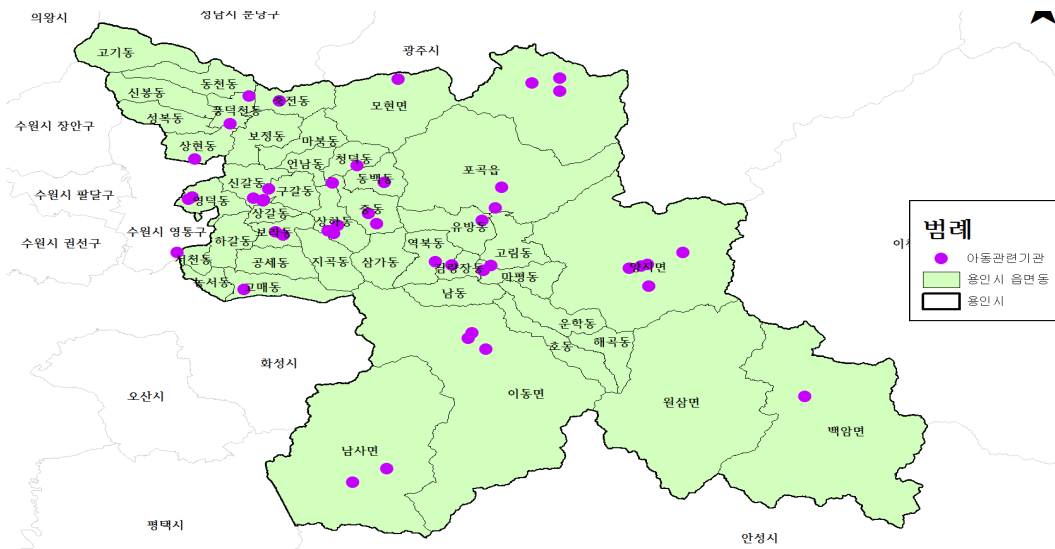 의왕시
성남시 분당구
광주시
고기동
동천동
신봉동
죽전동
모현면
풍덕천동
성복동
수원시 장안구
보정동
마북동
상현동
청덕동
언남동
포곡읍
동백동
신갈동
구갈동
수원시 팔달구
영덕동
중동
상갈동
상하동
유방동
수원시 영통구
보라동
하갈동
수원시 권선구
역북동
고림동
서천동
공세동
지곡동
삼가동
김량장동
양지면
마평동
농서동
고매동
남동
운학동
호동
해곡동
화성시
이동면
오산시
원삼면
백암면
남사면
평택시
안성시
범례
아동관련기관
용인시 읍면동
용인시